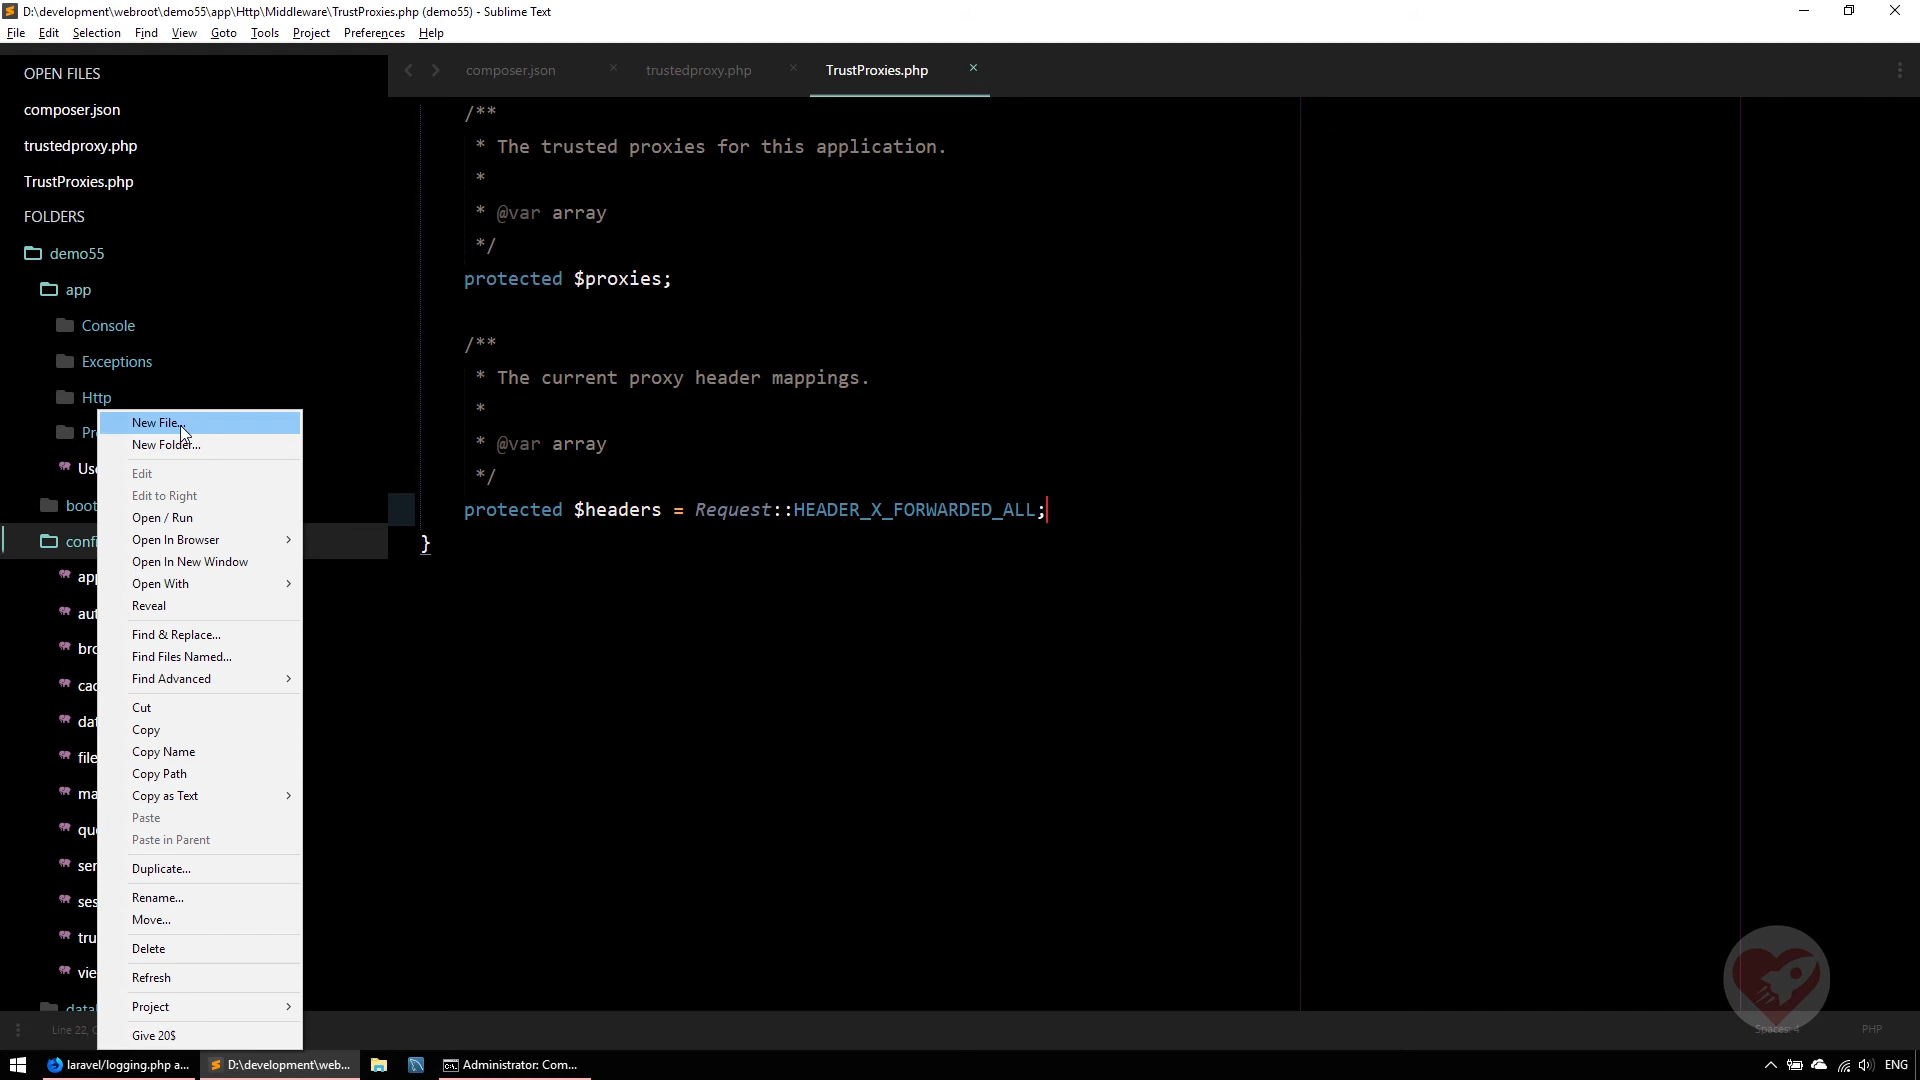 D:\development\webroot\demo55\app\Http\Middleware\TrustProxies.php (demo55) - Sublime Text
File Edit Selection Find View Goto Tools Project Preferences Help
OPEN FILES
composer.json
trustedproxy.php
TrustProxies.php
FOLDERS
demo55
app
Console
Exceptions
Http
composer.json × trustedproxy.php × TrustProxies.php ×
/**
* The trusted proxies for this application.
*
* @var array
*/
protected $proxies;
/**
* The current proxy header mappings.
*
* @var array
*/
protected $headers = Request::HEADER_X_FORWARDED_ALL;
}
New File...
New Folder...
Edit
Edit to Right
Open / Run
Open In Browser
Open In New Window
Open With
Reveal
Find & Replace...
Find Files Named...
Find Advanced
Cut
Copy
Copy Name
Copy Path
Copy as Text
Paste
Paste in Parent
Duplicate...
Rename...
Move...
Delete
Refresh
Project
Give 20$
Line 22,
Spaces: 4 PHP
laravel/logging.php a... D:\development\web... Administrator: Com... ENG